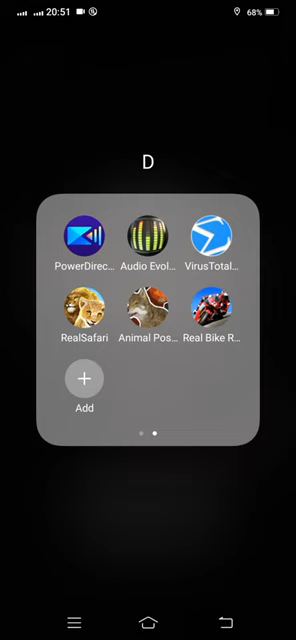 20:51
68%
D
PowerDirec...
Audio Evol...
VirusTotal...
RealSafari
Animal Pos...
Real Bike R...
Add